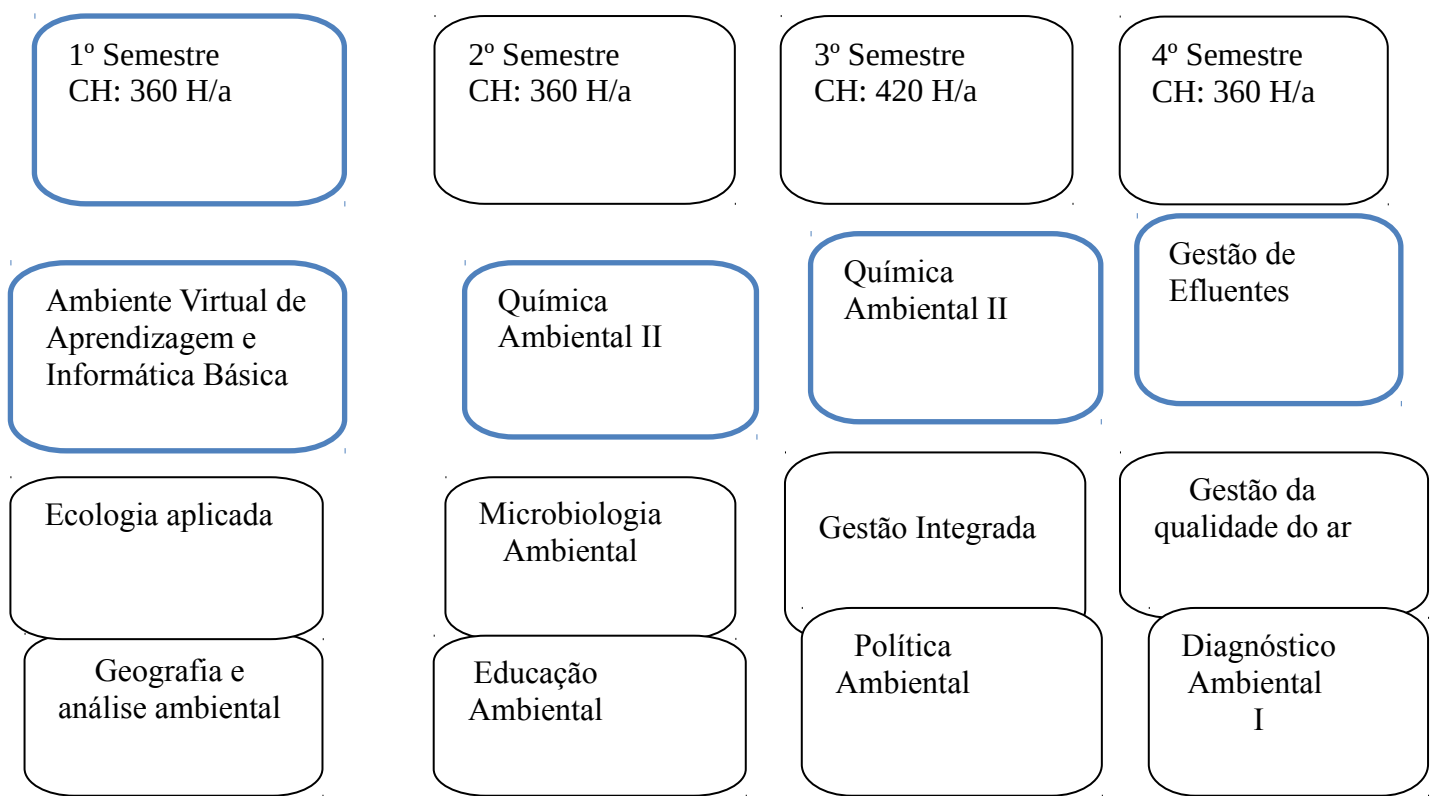 1º Semestre
CH: 360 H/a
2º Semestre
CH: 360 H/a
3º Semestre
CH: 420 H/a
4º Semestre
CH: 360 H/a
Ambiente Virtual de
Aprendizagem e
Informática Básica
Química
Ambiental II
Química
Ambiental II
Gestão de
Efluentes
Ecologia aplicada
Microbiologia
Ambiental
Gestão Integrada
Gestão da
qualidade do ar
Geografia e
análise ambiental
Educação
Ambiental
Política
Ambiental
Diagnóstico
Ambiental
I